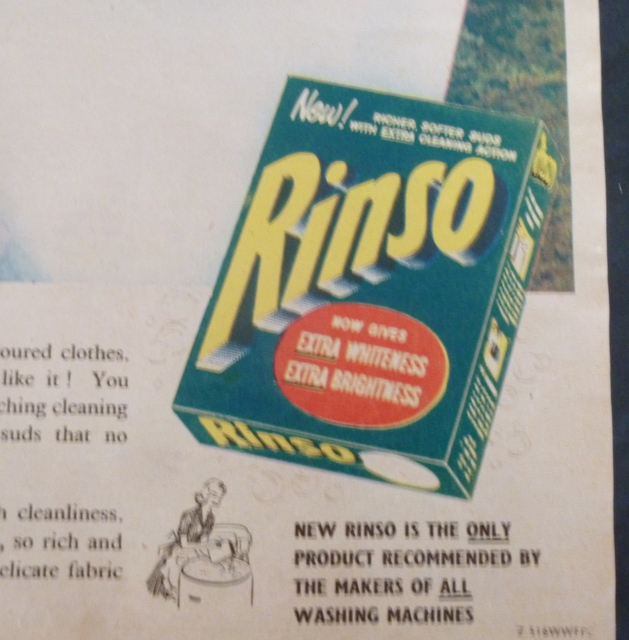 New!
RICHER, SOFTER SUDS
WITH EXTRA CLEANING ACTION
Rinso
NOW GIVES
EXTRA WHITENESS
EXTRA BRIGHTNESS
Rinso
oured clothes.
like it! You
ching cleaning
suds that no
h cleanliness.
, so rich and
elicate fabric
NEW RINSO IS THE ONLY
PRODUCT RECOMMENDED BY
THE MAKERS OF ALL
WASHING MACHINES